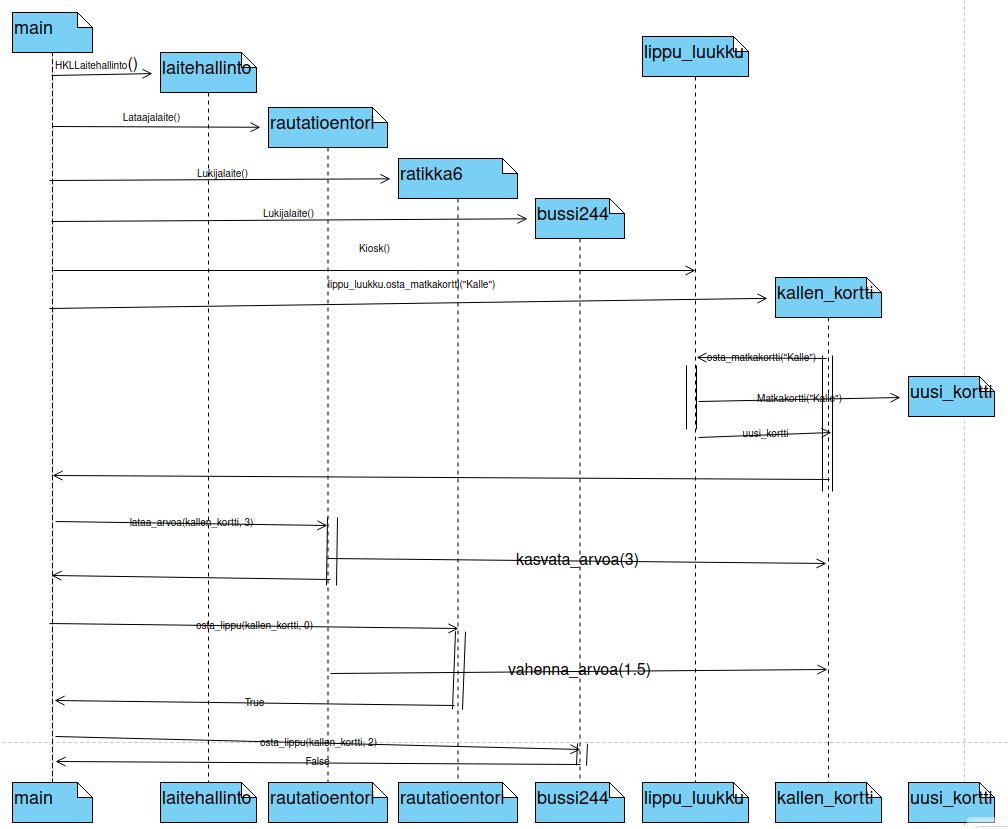 main
lippu_luukku
HKLLaitehallinto()
laitehallinto
Lataajalaite()
rautatioentori
Lukijalaite()
ratikka6
Lukijalaite()
bussi244
Kiosk()
lippu_luukku.osta_matkakortti("Kalle")
kallen_kortti
osta_matkakortti("Kalle")
uusi_kortti
Matkakortti("Kalle")
uusi_kortti
lataa_arvoa(kallen_kortti, 3)
kasvata_arvoa(3)
osta_lippu(kallen_kortti, 0)
vahenna_arvoa(1.5)
True
osta_lippu(kallen_kortti, 2)
False
main laitehallinto rautatioentori rautatioentori bussi244 lippu_luukku kallen_kortti uusi_kortti